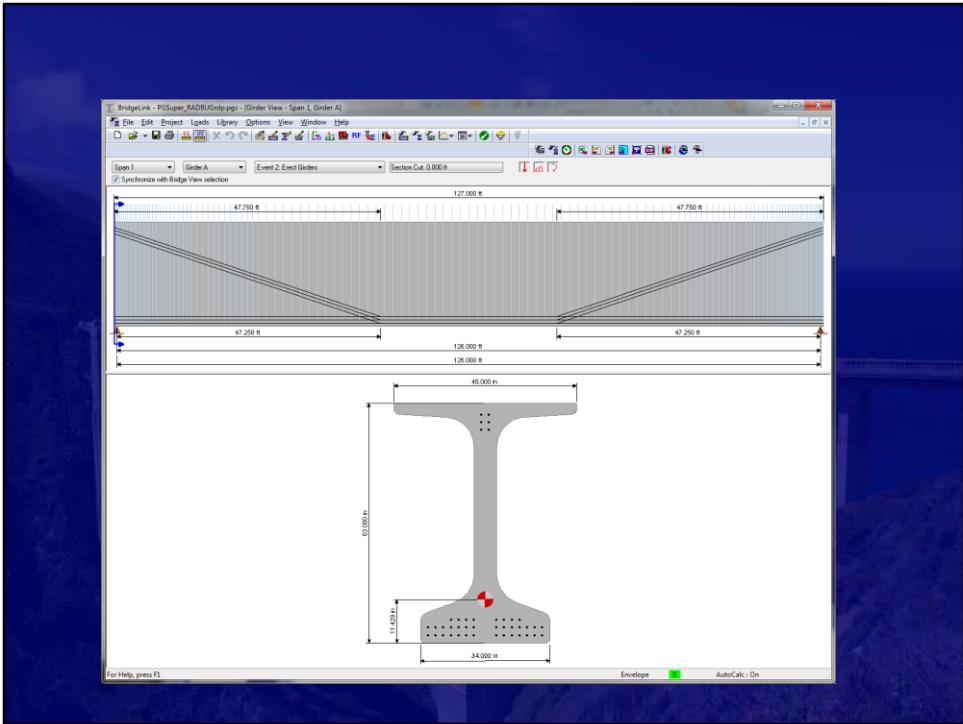 BridgeLink - PGSuper_RADBUGrdp.pgs - [Girder View - Span 1, Girder A]
File Edit Project Loads Library Options View Window Help
RF
Span 1 Girder A Event 2: Erect Girders Section Cut: 0.000 ft
Synchronize with Bridge View selection
127.000 ft
47.750 ft 47.750 ft
47.250 ft 47.250 ft
126.000 ft
126.000 ft
48.000 in
63.000 in
11.429 in
34.000 in
For Help, press F1 Envelope 0 AutoCalc : On